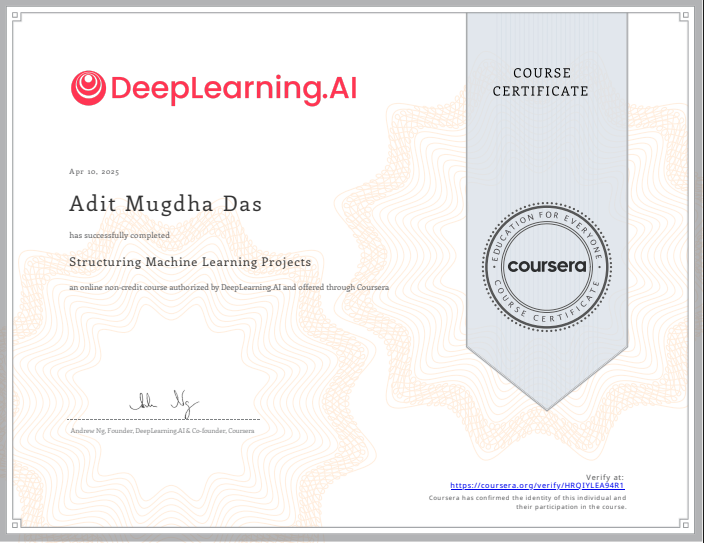 DeepLearning.AI
COURSE
CERTIFICATE
Apr 10, 2025
Adit Mugdha Das
has successfully completed
Structuring Machine Learning Projects
an online non-credit course authorized by DeepLearning.AI and offered through Coursera
EDUCATION FOR EVERYONE
coursera
COURSE CERTIFICATE
Andrew Ng, Founder, DeepLearning.AI & Co-founder, Coursera
Verify at:
https://coursera.org/verify/HRQIYLEA94R1
Coursera has confirmed the identity of this individual and
their participation in the course.